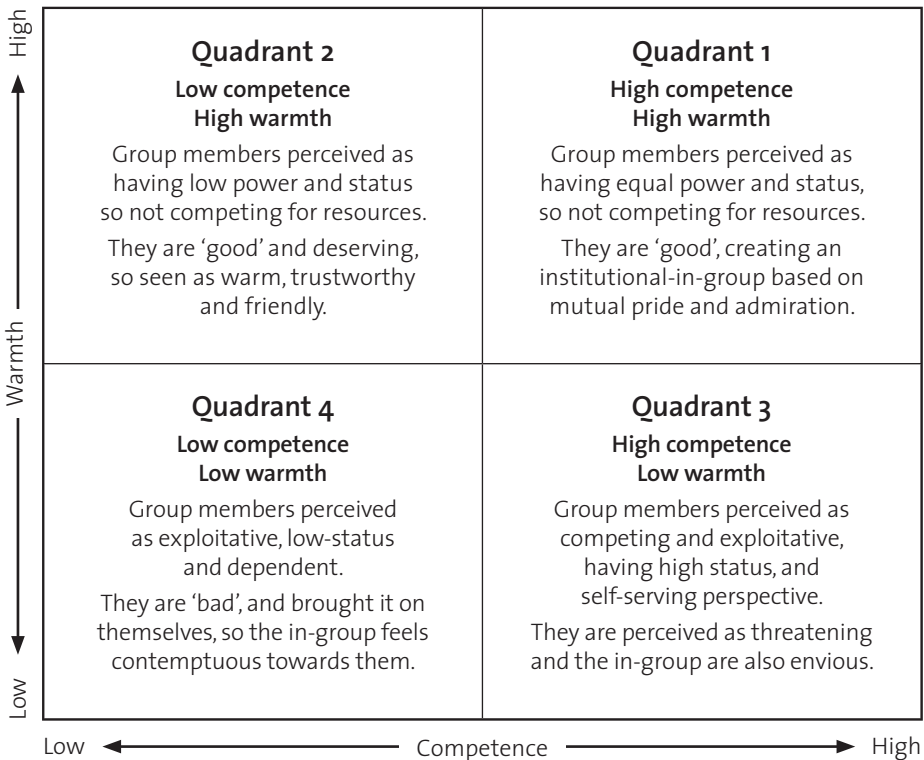 High
Warmth
Low
Quadrant 2
Low competence
High warmth
Group members perceived as
having low power and status
so not competing for resources.
They are ‘good’ and deserving,
so seen as warm, trustworthy
and friendly.
Quadrant 1
High competence
High warmth
Group members perceived as
having equal power and status,
so not competing for resources.
They are ‘good’, creating an
institutional-in-group based on
mutual pride and admiration.
Quadrant 4
Low competence
Low warmth
Group members perceived
as exploitative, low-status
and dependent.
They are ‘bad’, and brought it on
themselves, so the in-group feels
contemptuous towards them.
Quadrant 3
High competence
Low warmth
Group members perceived as
competing and exploitative,
having high status, and
self-serving perspective.
They are perceived as threatening
and the in-group are also envious.
Low
Competence
High